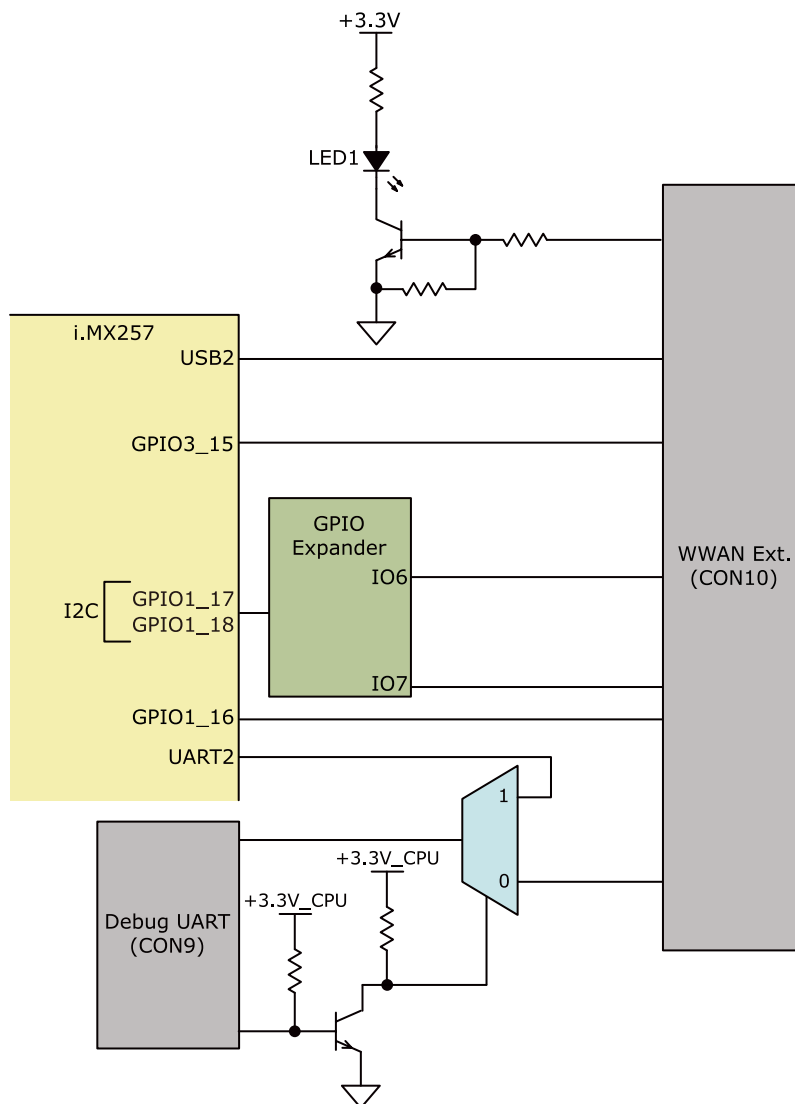 +3.3V
LED1
i.MX257
USB2
GPIO3_15
GPIO
Expander
WWAN Ext.
(CON10)
IO6
I2C
GPIO1_17
GPIO1_18
IO7
GPIO1_16
UART2
1
+3.3V_CPU
0
+3.3V_CPU
Debug UART
(CON9)